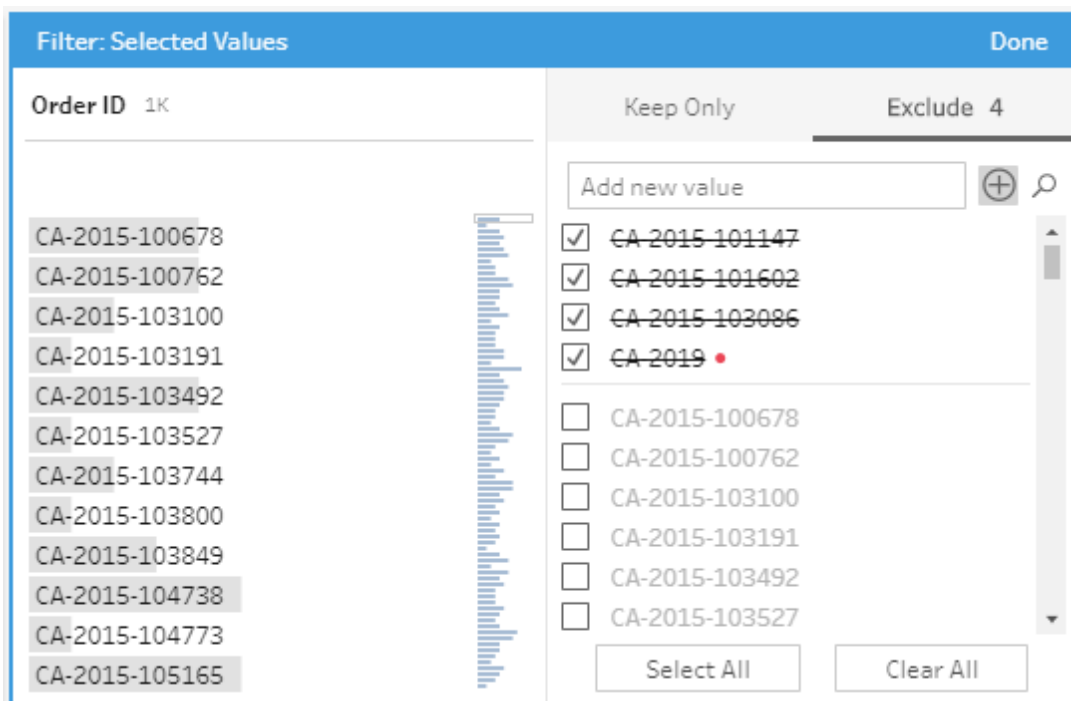 Filter: Selected Values Done
Order ID 1K
Keep Only Exclude 4
Add new value
CA-2015-100678
CA-2015-100762
CA-2015-103100
CA-2015-103191
CA-2015-103492
CA-2015-103527
CA-2015-103744
CA-2015-103800
CA-2015-103849
CA-2015-104738
CA-2015-104773
CA-2015-105165
CA-2015-101147
CA-2015-101602
CA-2015-103086
CA-2019
CA-2015-100678
CA-2015-100762
CA-2015-103100
CA-2015-103191
CA-2015-103492
CA-2015-103527
Select All Clear All